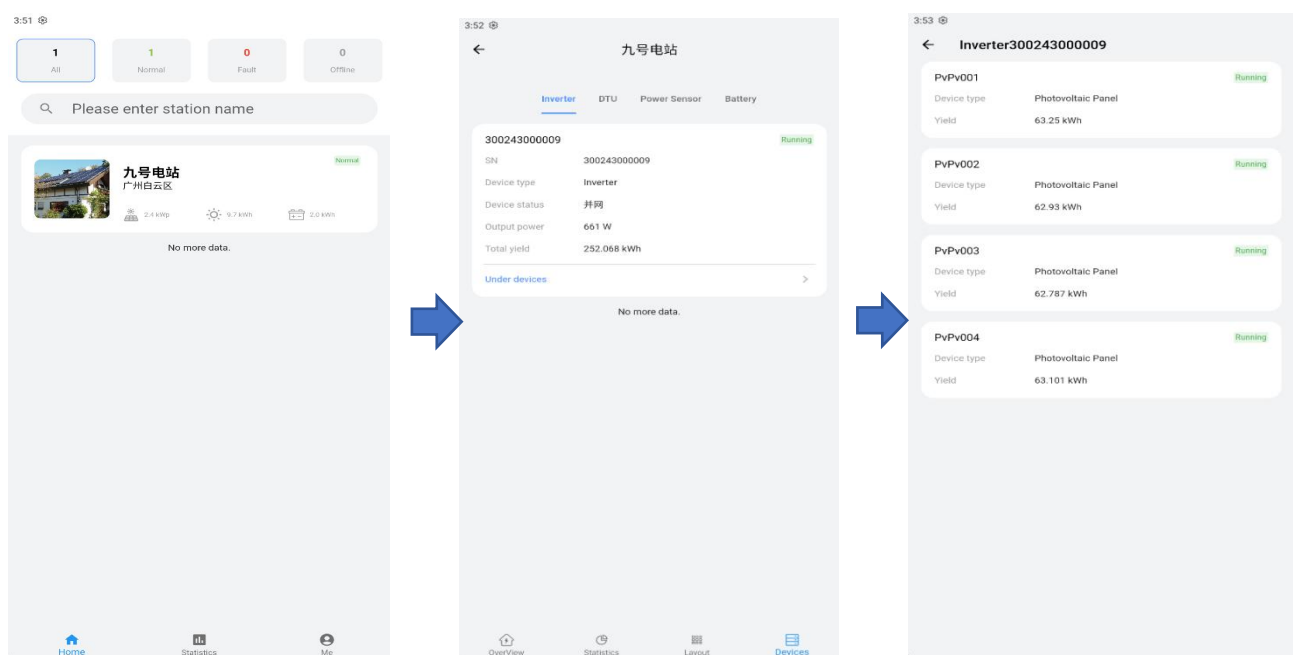 3:51
1 1 0 0
All Normal Fault Offline
Please enter station name
九号电站
Normal
广州白云区
2.4 kWp 9.7 kWh 2.0 kWh
No more data.
Home Statistics Me
3:52
九号电站
Inverter DTU Power Sensor Battery
300243000009 Running
SN 300243000009
Device type Inverter
Device status 并网
Output power 661 W
Total yield 252.068 kWh
Under devices
No more data.
OverView Statistics Layout Devices
3:53
Inverter300243000009
PvPv001 Running
Device type Photovoltaic Panel
Yield 63.25 kWh
PvPv002 Running
Device type Photovoltaic Panel
Yield 62.93 kWh
PvPv003 Running
Device type Photovoltaic Panel
Yield 62.787 kWh
PvPv004 Running
Device type Photovoltaic Panel
Yield 63.101 kWh